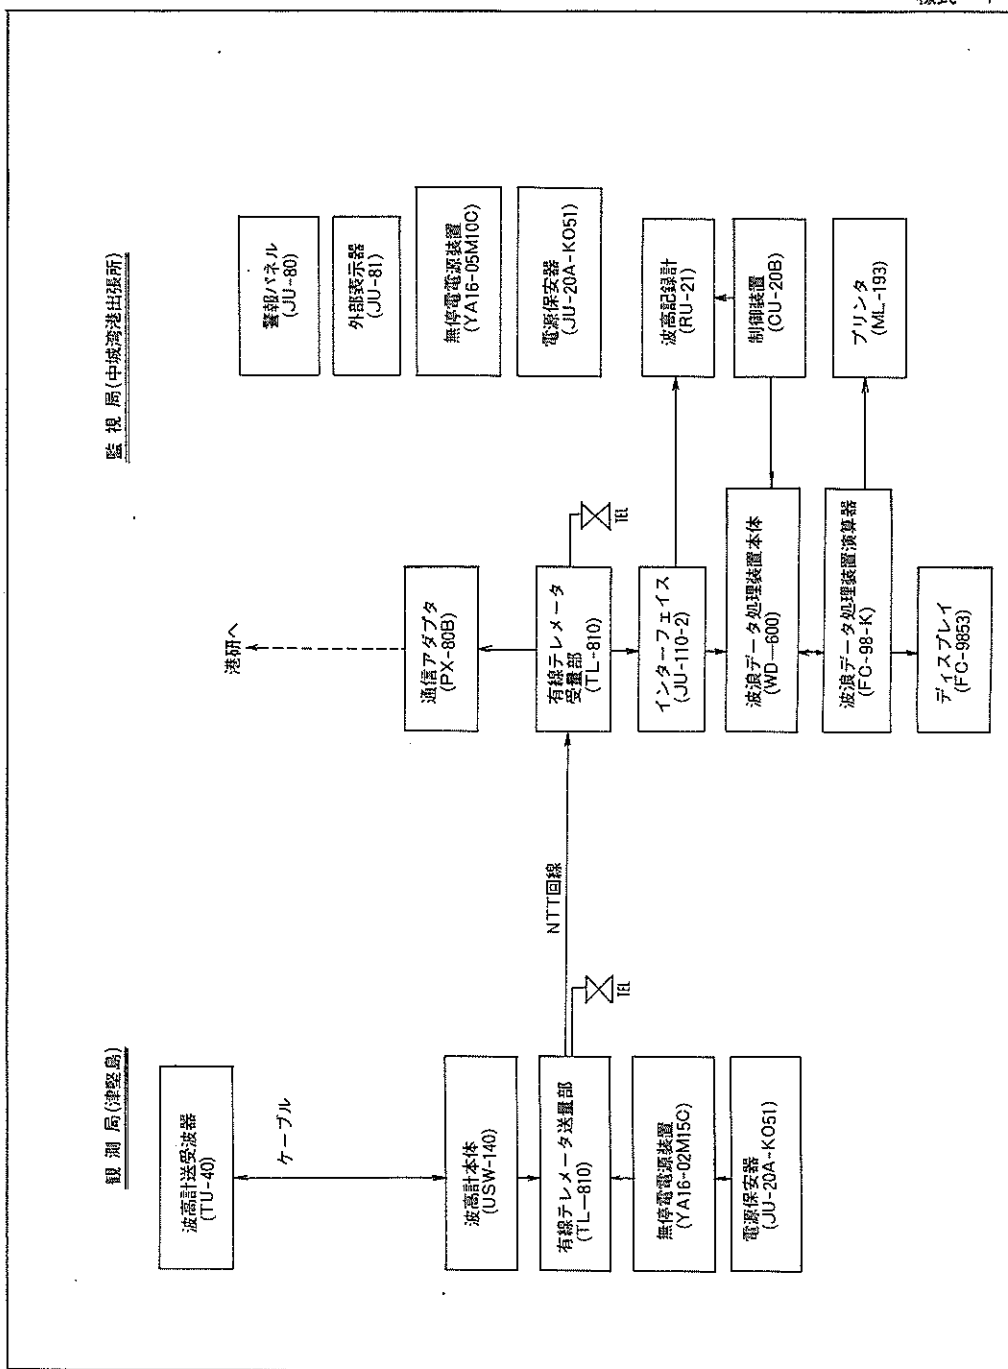 観 測 局(津堅島)
波高計送受波器
(TU-40)
ケーブル
波高計本体
(USW-140)
有線テレメータ送量部
(TL—810)
無停電電源装置
(YA16-02M15C)
電源保安器
(JU-20A-KO51)
TEL
NTT回線
港研へ
通信アダプタ
(PX-80B)
有線テレメータ
受量部
(TL-810)
TEL
インターフェイス
(JU-110-2)
波浪データ処理装置本体
(WD—600)
波浪データ処理装置演算器
(FC-98-K)
ディスプレイ
(FC-9853)
監 視 局(中城湾港出張所)
警報パネル
(JU-80)
外部表示器
(JU-81)
無停電電源装置
(YA16-05M10C)
電源保安器
(JU-20A-KO51)
波高記録計
(RU-21)
制御装置
(CU-20B)
プリンタ
(ML-193)